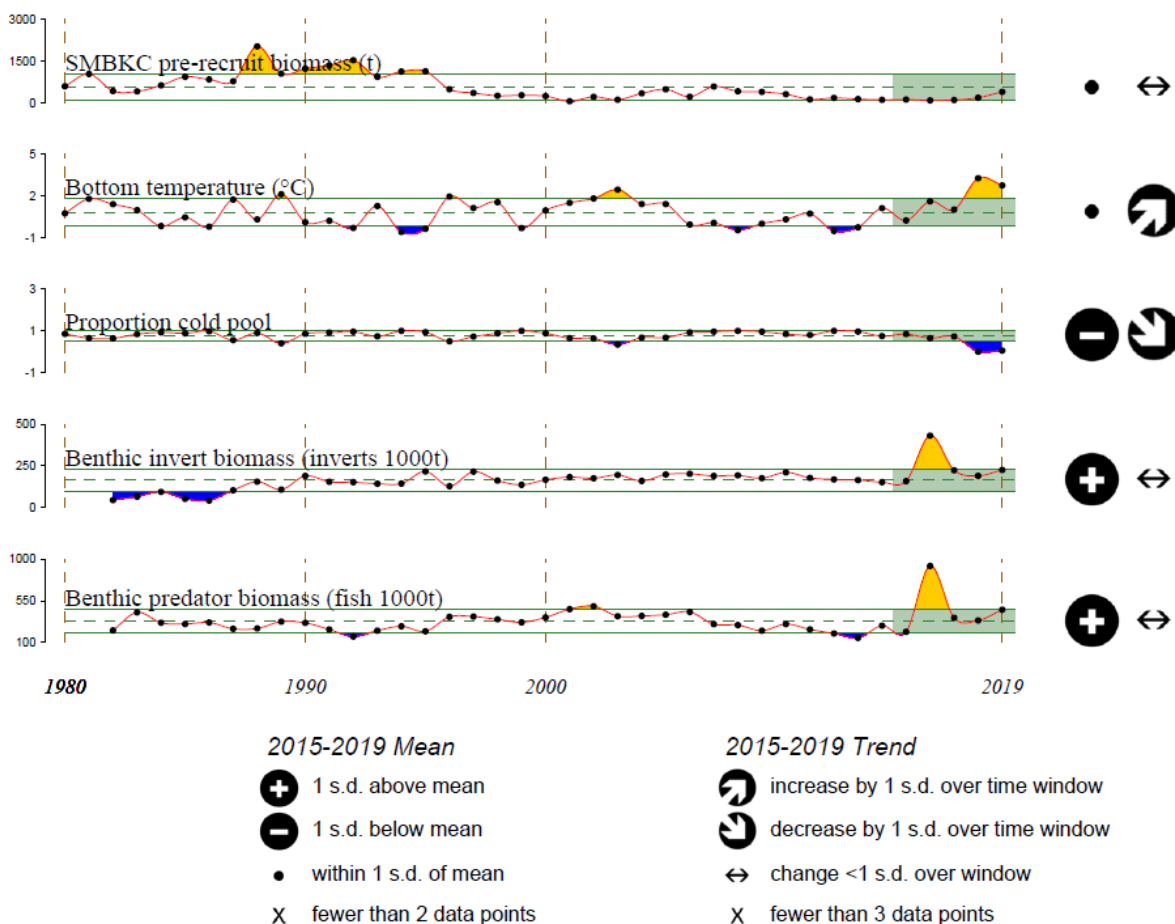 3000
1500
0
SMBKC pre-recruit biomass (t)
5
2
-1
Bottom temperature (°C)
3
1
-1
Proportion cold pool
500
250
0
Benthic invert biomass (inverts 1000t)
1000
550
100
Benthic predator biomass (fish 1000t)
1980 1990 2000 2019
2015-2019 Mean
1 s.d. above mean
1 s.d. below mean
within 1 s.d. of mean
x fewer than 2 data points
2015-2019 Trend
increase by 1 s.d. over time window
decrease by 1 s.d. over time window
change <1 s.d. over window
x fewer than 3 data points